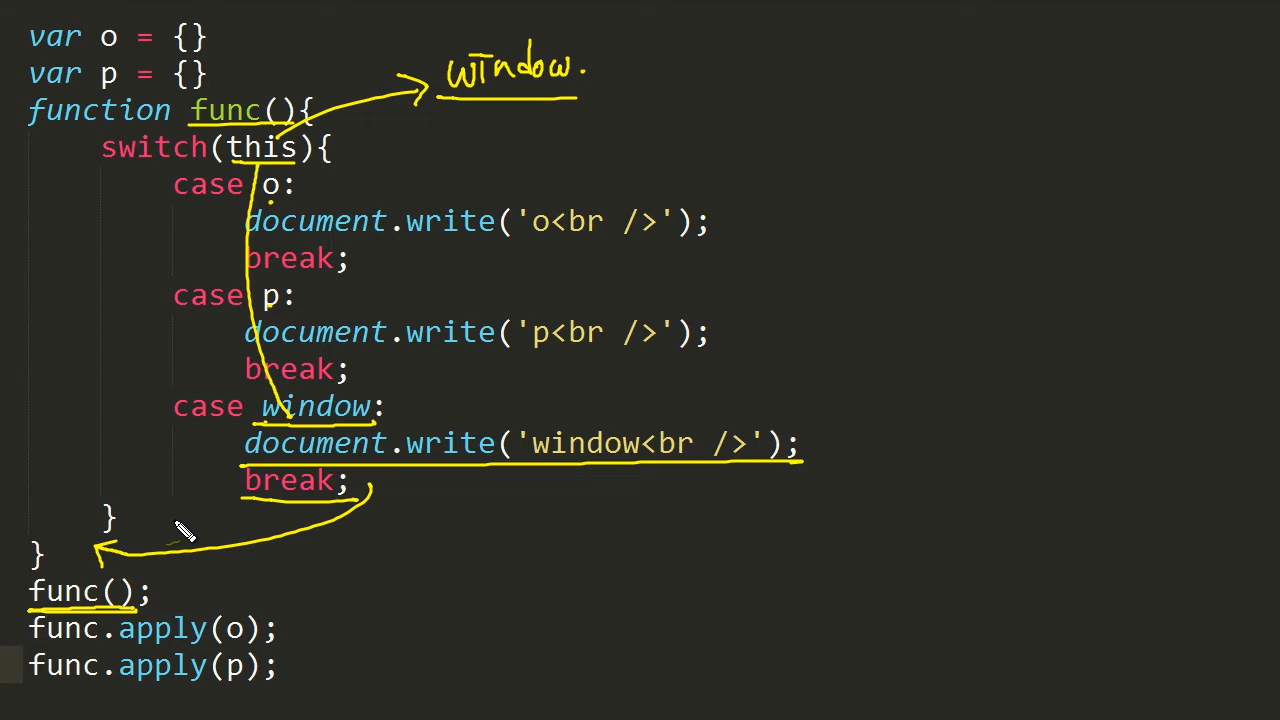 var o = {}
var p = {}
window.
function func(){
switch(this){
case o:
document.write('o<br />');
break;
case p:
document.write('p<br />');
break;
case window:
document.write('window<br />');
break;
}
}
func();
func.apply(o);
func.apply(p);